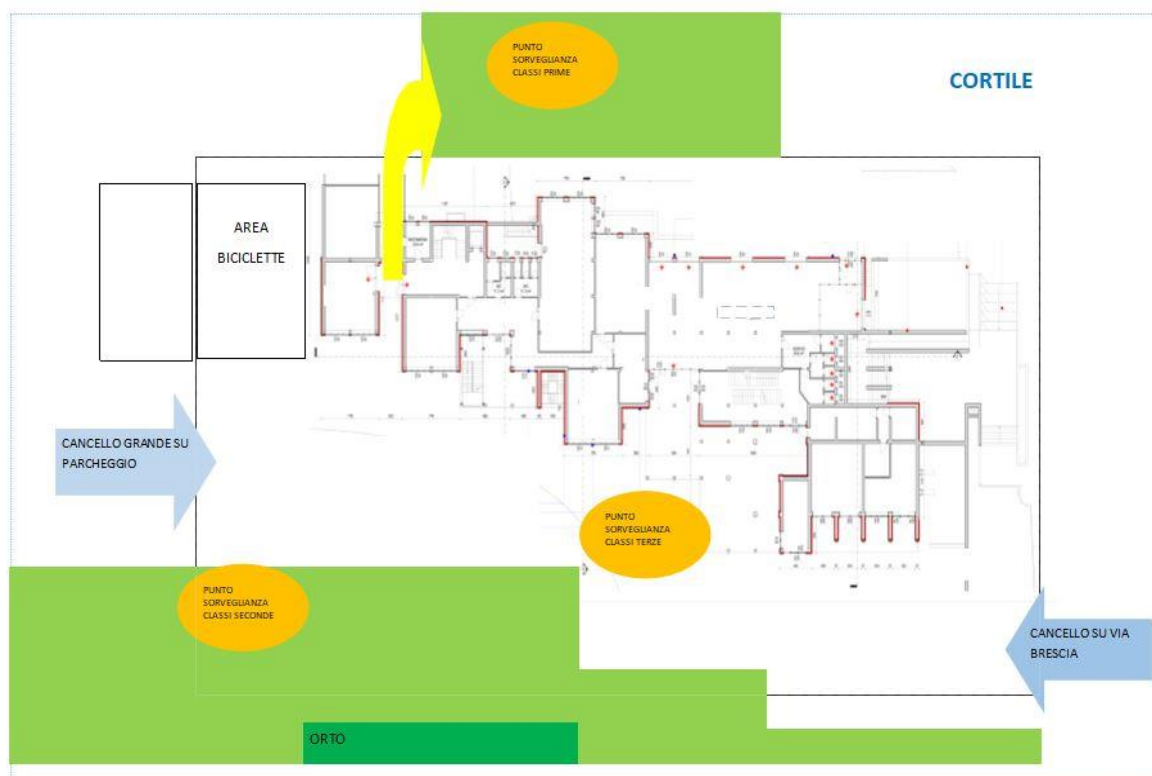 PUNTO
SORVEGLIANZA
CLASSI PRIME
CORTILE
AREA
BICICLETTE
CANCELLO GRANDE SU
PARCHEGGIO
PUNTO
SORVEGLIANZA
CLASSI TERZE
PUNTO
SORVEGLIANZA
CLASSI SECONDE
CANCELLO SU VIA
BRESCIA
ORTO